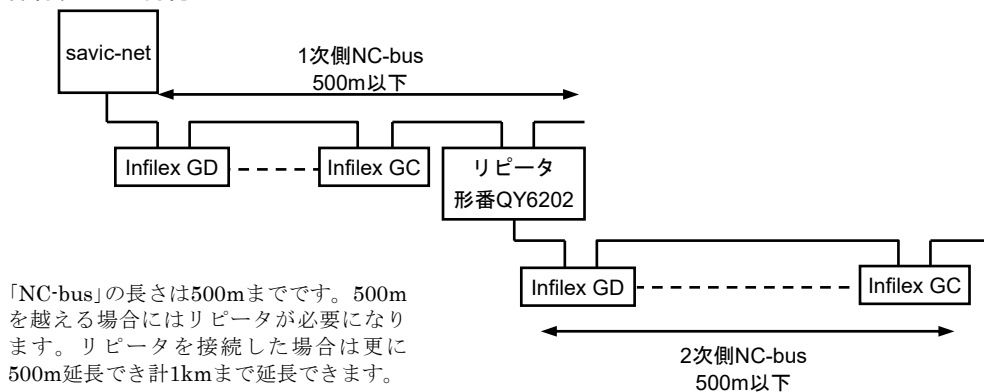 savic-net
1次側NC-bus
500m以下
Infilex GD
Infilex GC
リピータ
形番QY6202
Infilex GD
Infilex GC
2次側NC-bus
500m以下
「NC-bus」の長さは500mまでです。500m
を越える場合にはリピータが必要になり
ます。リピータを接続した場合は更に
500m延長でき計1kmまで延長できます。